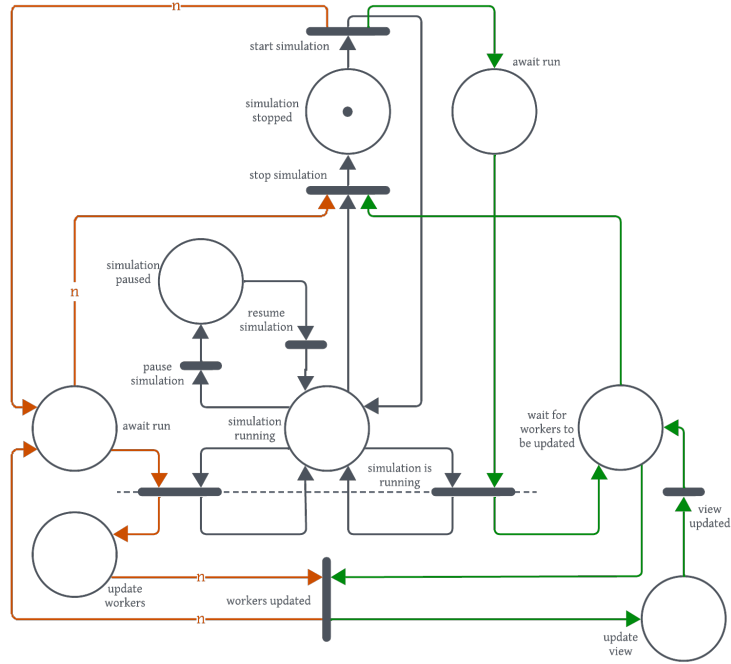 n
start simulation
await run
simulation
stopped
stop simulation
simulation
paused
n
resume
simulation
pause
simulation
await run
simulation
running
wait for
workers to
be updated
simulation is
running
view
updated
n
update
workers
workers updated
n
update
view